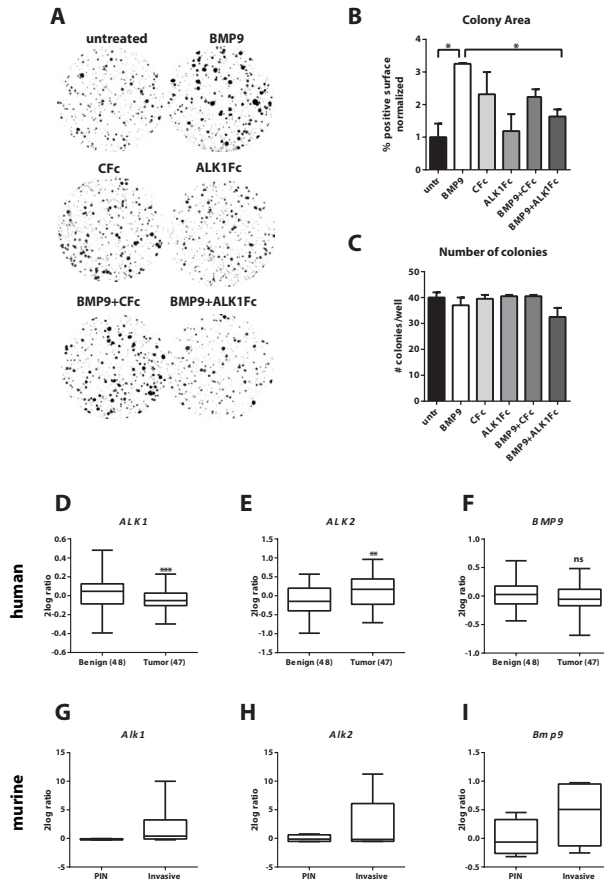 A
untreated
BMP9
CFc
ALK1Fc
BMP9+CFc
BMP9+ALK1Fc
B
Colony Area
% positive surface
normalized
4
3
2
1
0
*
*
untr
BMP9
CFc
ALK1Fc
BMP9+CFc
BMP9+ALK1Fc
C
Number of colonies
# colonies/well
50
40
30
20
10
0
untr
BMP9
CFc
ALK1Fc
BMP9+CFc
BMP9+ALK1Fc
human
D
ALK1
2log ratio
0.6
0.4
0.2
0.0
-0.2
-0.4
-0.6
***
Benign (48)
Tumor (47)
E
ALK2
2log ratio
1.5
1.0
0.5
0.0
-0.5
-1.0
-1.5
**
Benign (48)
Tumor (47)
F
BMP9
2log ratio
1.0
0.5
0.0
-0.5
-1.0
ns
Benign (48)
Tumor (47)
murine
G
Alk1
2log ratio
15
10
5
0
-5
PIN
Invasive
H
Alk2
2log ratio
15
10
5
0
-5
PIN
Invasive
I
Bmp9
2log ratio
1.5
1.0
0.5
0.0
-0.5
PIN
Invasive